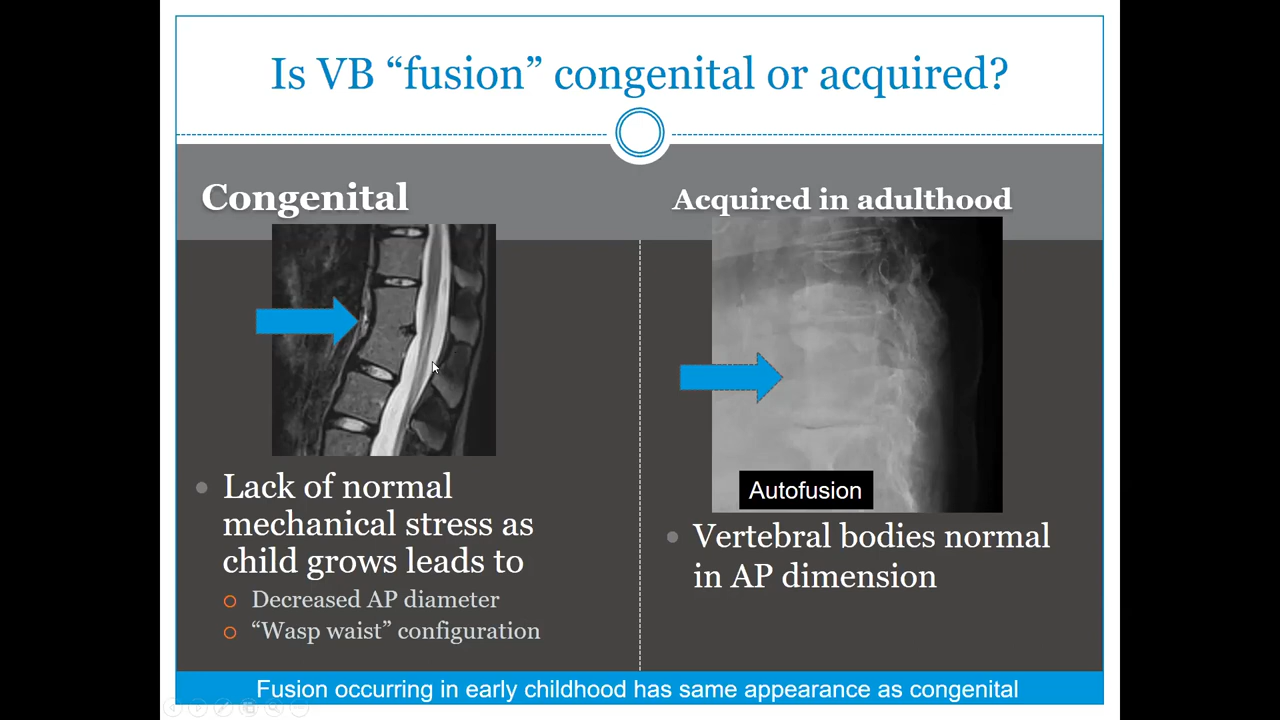 Is VB “fusion” congenital or acquired?
Congenital
Acquired in adulthood
Lack of normal
mechanical stress as
child grows leads to
Decreased AP diameter
“Wasp waist” configuration
Autofusion
Vertebral bodies normal
in AP dimension
Fusion occurring in early childhood has same appearance as congenital